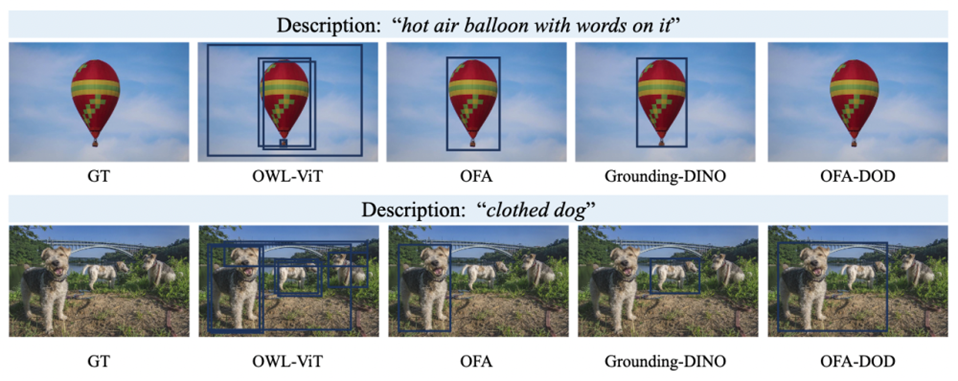 Description: “hot air balloon with words on it”
GT OWL-ViT OFA Grounding-DINO OFA-DOD
Description: “clothed dog”
GT OWL-ViT OFA Grounding-DINO OFA-DOD